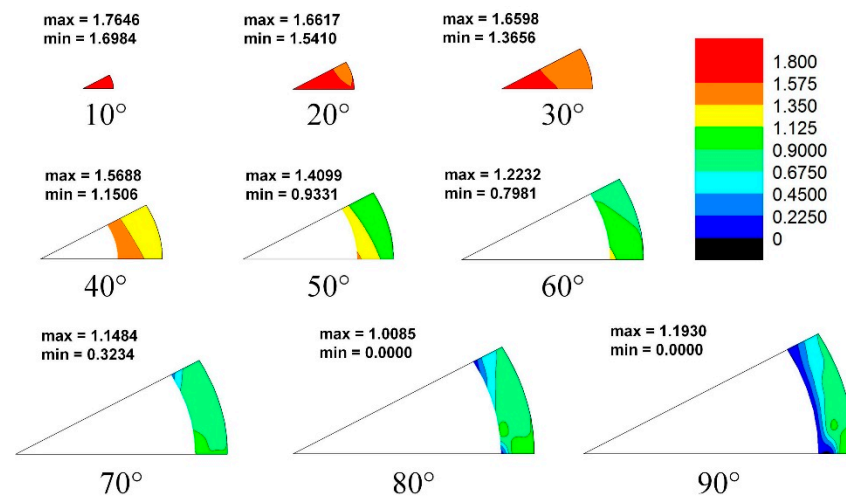 max = 1.7646
min = 1.6984
10°
max = 1.6617
min = 1.5410
20°
max = 1.6598
min = 1.3656
30°
1.800
1.575
1.350
1.125
0.9000
0.6750
0.4500
0.2250
0
max = 1.5688
min = 1.1506
40°
max = 1.4099
min = 0.9331
50°
max = 1.2232
min = 0.7981
60°
max = 1.1484
min = 0.3234
70°
max = 1.0085
min = 0.0000
80°
max = 1.1930
min = 0.0000
90°